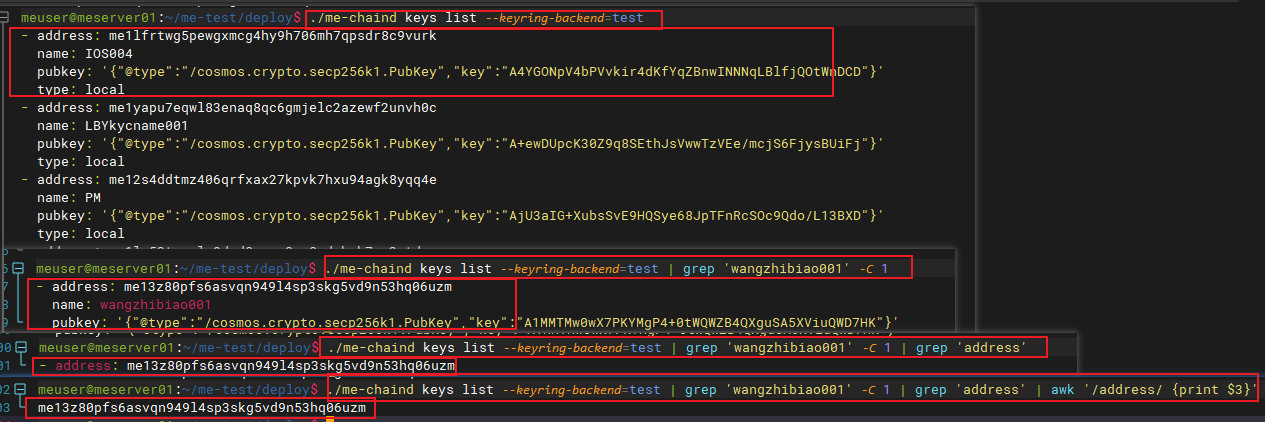 meuser@meserver01:~/me-test/deploy$ ./me-chaind keys list --keyring-backend=test
- address: me1lfrtwg5pewgxmcg4hy9h706mh7qpsdr8c9vurk
name: IOS004
pubkey: '{"@type":"/cosmos.crypto.secp256k1.PubKey","key":"A4YGONpV4bPVvkir4dKfYqZBnwINNNqLBlfjQOtWnDCD"}'
type: local
- address: me1yapu7eqwl83enaq8qc6gmjelc2azewf2unvh0c
name: LBYkycname001
pubkey: '{"@type":"/cosmos.crypto.secp256k1.PubKey","key":"A+ewDUpcK30Z9q8SEthJsVwwTzVEe/mcjS6FjysBUiFj"}'
type: local
- address: me12s4ddtmz406qrfxax27kpvk7hxu94agk8yqq4e
name: PM
pubkey: '{"@type":"/cosmos.crypto.secp256k1.PubKey","key":"AjU3aIG+XubsSvE9HQSye68JpTFnRcSOc9Qdo/L13BXD"}'
type: local
meuser@meserver01:~/me-test/deploy$ ./me-chaind keys list --keyring-backend=test | grep 'wangzhibiao001' -C 1
- address: me13z80pfs6asvqn949l4sp3skg5vd9n53hq06uzm
name: wangzhibiao001
pubkey: '{"@type":"/cosmos.crypto.secp256k1.PubKey","key":"A1MMTMw0wX7PKYMgP4+0tWQWZB4QXguSA5XViuQWD7HK"}'
00 meuser@meserver01:~/me-test/deploy$ ./me-chaind keys list --keyring-backend=test | grep 'wangzhibiao001' -C 1 | grep 'address'
01 - address: me13z80pfs6asvqn949l4sp3skg5vd9n53hq06uzm
02 meuser@meserver01:~/me-test/deploy$ ./me-chaind keys list --keyring-backend=test | grep 'wangzhibiao001' -C 1 | grep 'address' | awk '/address/ {print $3}'
03 me13z80pfs6asvqn949l4sp3skg5vd9n53hq06uzm